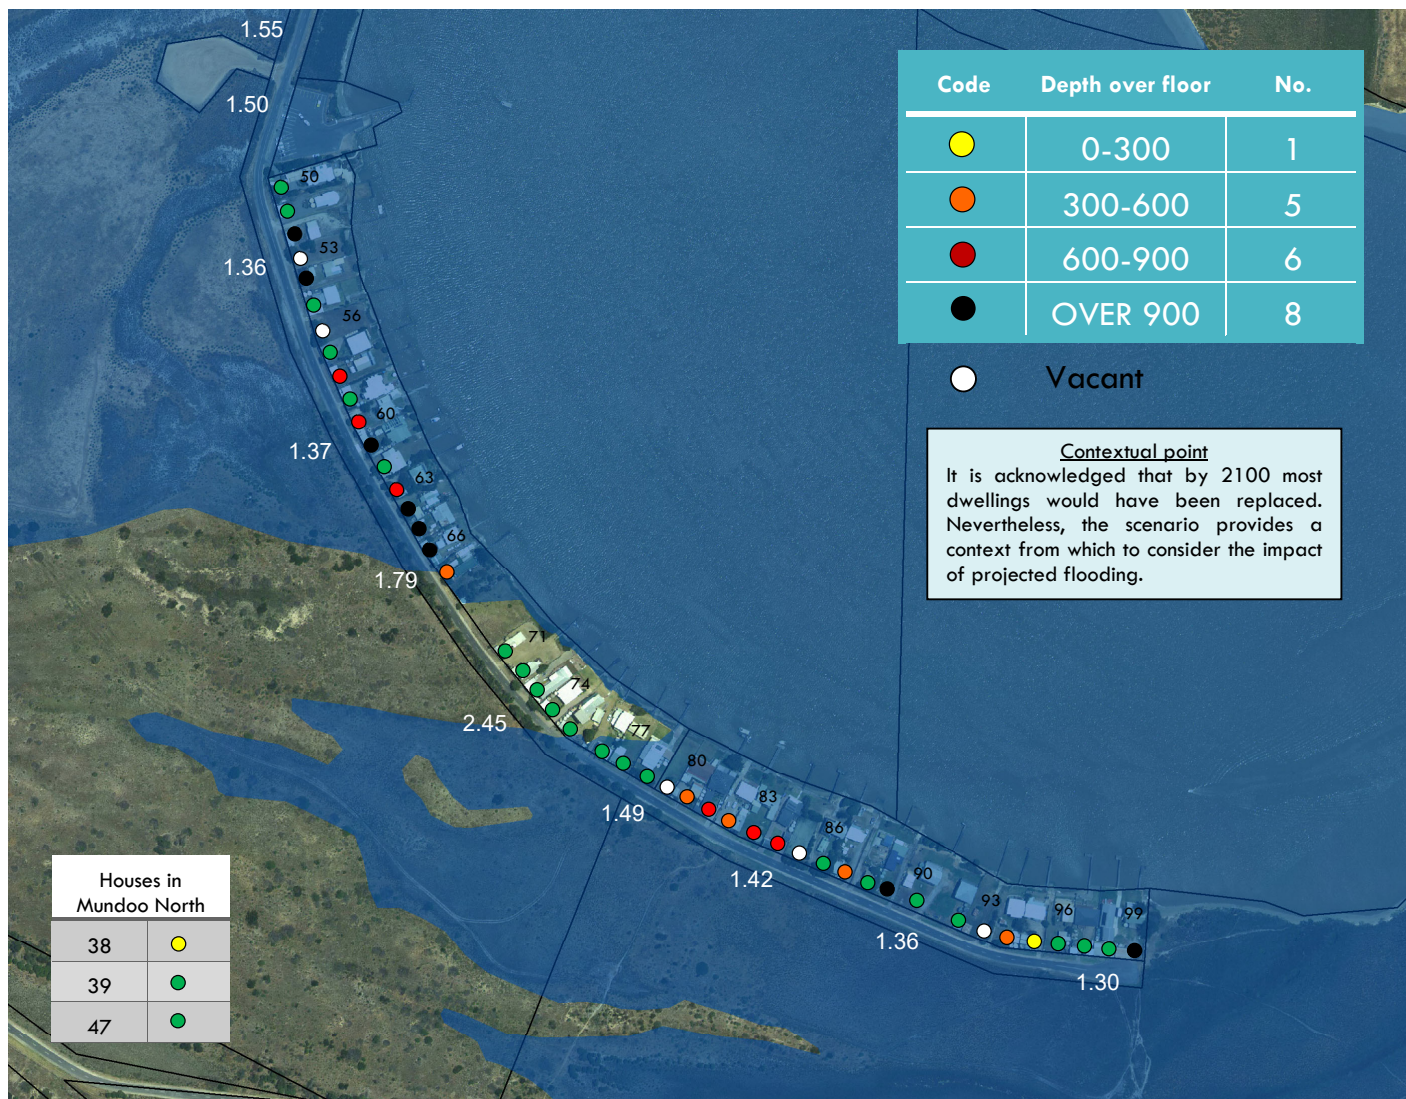 1.55
1.50
50
53
1.36
56
60
1.37
63
66
1.79
71
74
2.45
77
80
1.49
83
86
1.42
90
93
1.36
96
99
1.30
Code Depth over floor No.
0-300 1
300-600 5
600-900 6
OVER 900 8
Vacant
Contextual point
It is acknowledged that by 2100 most
dwellings would have been replaced.
Nevertheless, the scenario provides a
context from which to consider the impact
of projected flooding.
Houses in
Mundoo North
38
39
47